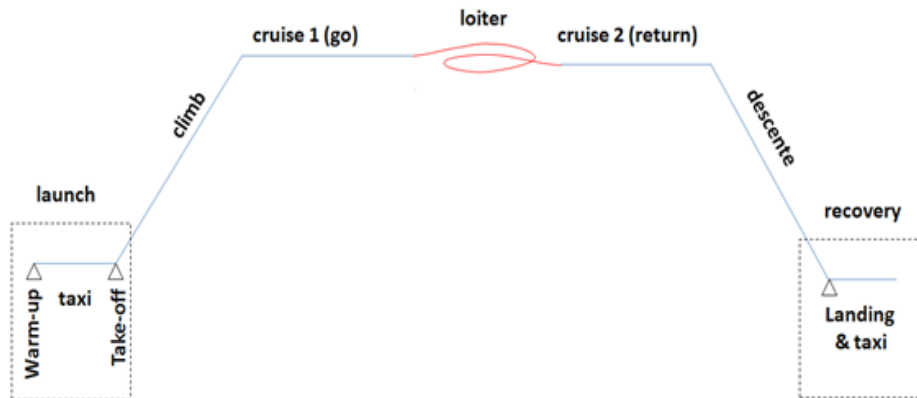 loiter
cruise 1 (go)
cruise 2 (return)
climb
descente
launch
recovery
Warm-up
taxi
Take-off
Landing
& taxi